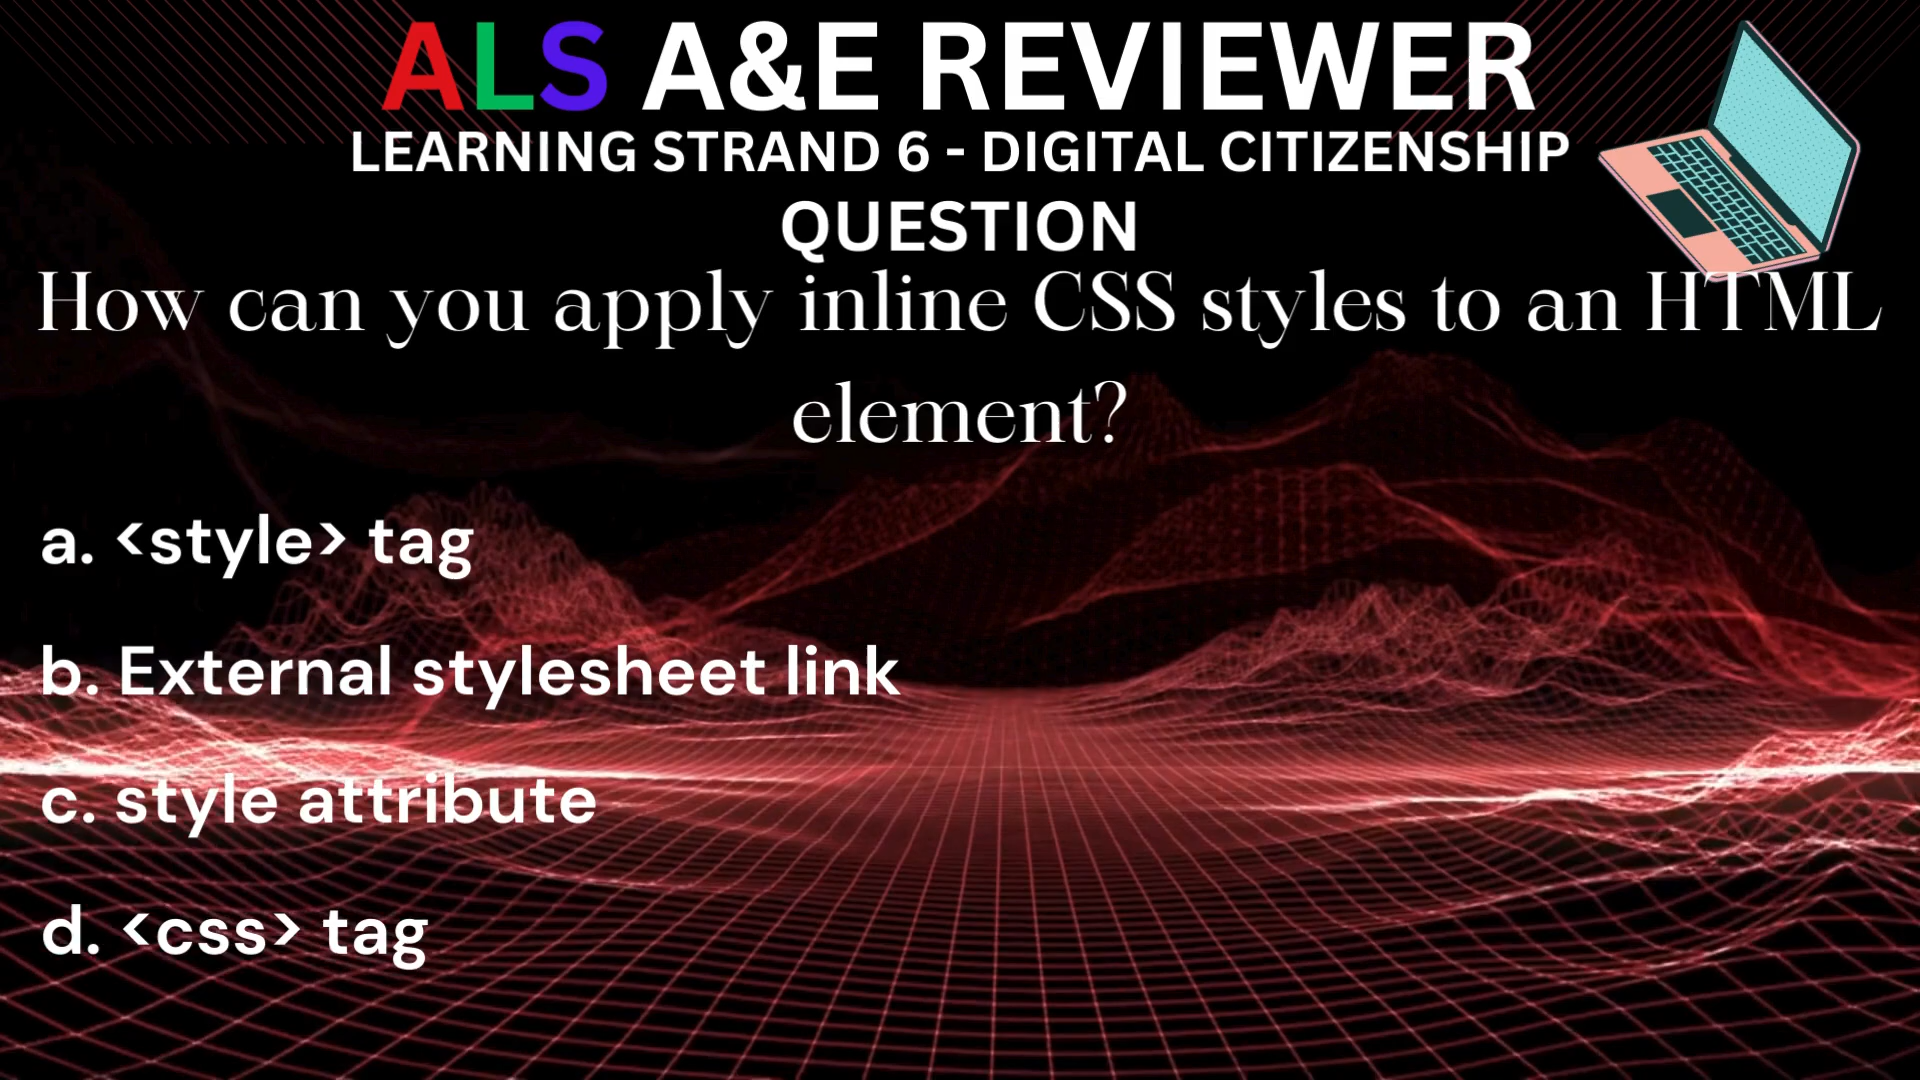 ALS A&E REVIEWER
LEARNING STRAND 6 - DIGITAL CITIZENSHIP
QUESTION
How can you apply inline CSS styles to an HTML
element?
a. <style> tag
b. External stylesheet link
c. style attribute
d. <css> tag